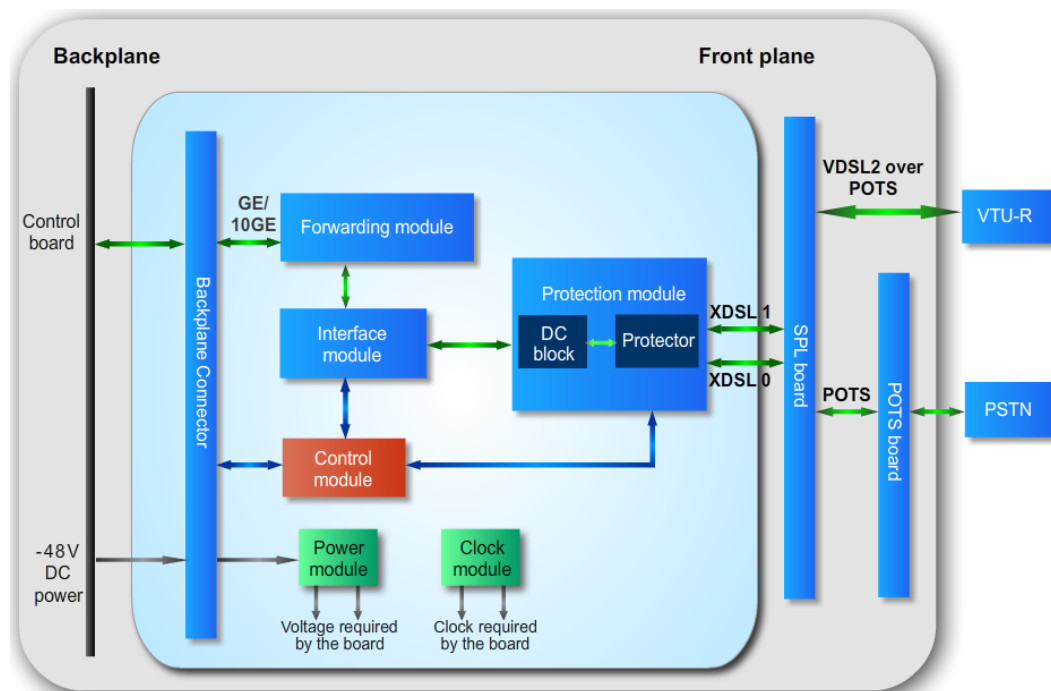 Backplane
Front plane
VDSL2 over
POTS
VTU-R
GE/
10GE
Forwarding module
Control
board
Protection module
Interface
module
DC
block
Protector
XDSL 1
XDSL 0
SPL board
Backplane Connector
POTS
POTS board
PSTN
Control
module
-48V
DC
power
Power
module
Clock
module
Voltage required
by the board
Clock required
by the board